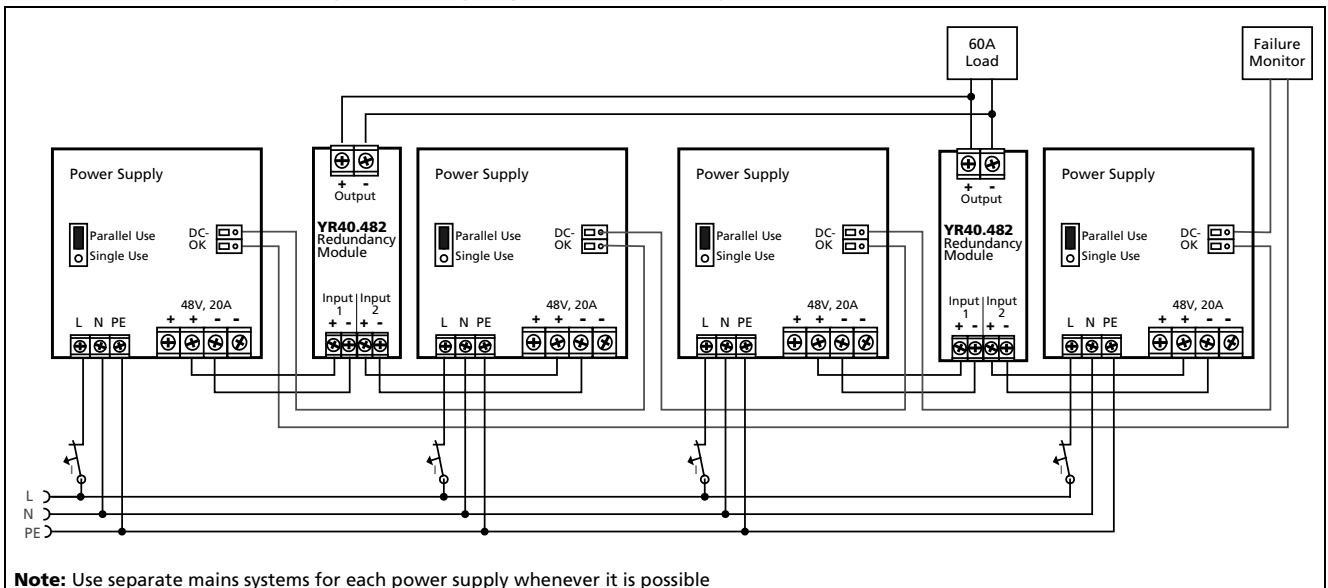 60A
Load
Failure
Monitor
Power Supply
Parallel Use
Single Use
DC-
OK
48V, 20A
L N PE
+ + - -
+ -
Output
YR40.482
Redundancy
Module
Input Input
1 2
+ - + -
Power Supply
Parallel Use
Single Use
DC-
OK
48V, 20A
L N PE
+ + - -
Power Supply
Parallel Use
Single Use
DC-
OK
48V, 20A
L N PE
+ + - -
+ -
Output
YR40.482
Redundancy
Module
Input Input
1 2
+ - + -
Power Supply
Parallel Use
Single Use
DC-
OK
48V, 20A
L N PE
+ + - -
I
I
I
I
L
N
PE
Note: Use separate mains systems for each power supply whenever it is possible